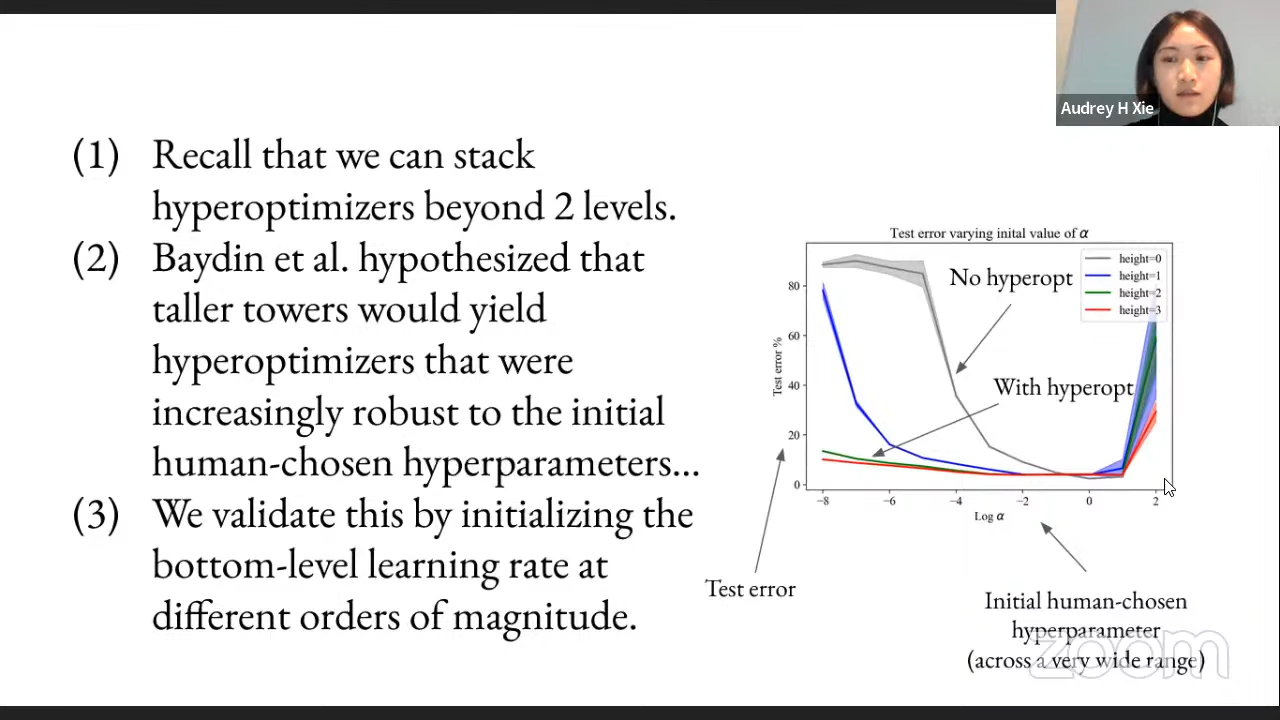 Audrey H Xie
(1) Recall that we can stack
hyperoptimizers beyond 2 levels.
(2) Baydin et al. hypothesized that
taller towers would yield
hyperoptimizers that were
increasingly robust to the initial
human-chosen hyperparameters...
(3) We validate this by initializing the
bottom-level learning rate at
different orders of magnitude.
Test error varying inital value of α
height=0
height=1
height=2
height=3
No hyperopt
With hyperopt
Test error %
80
60
40
20
0
−8 −6 −4 −2 0 2
Log α
Test error
Initial human-chosen
hyperparameter
(across a very wide range)
zoom